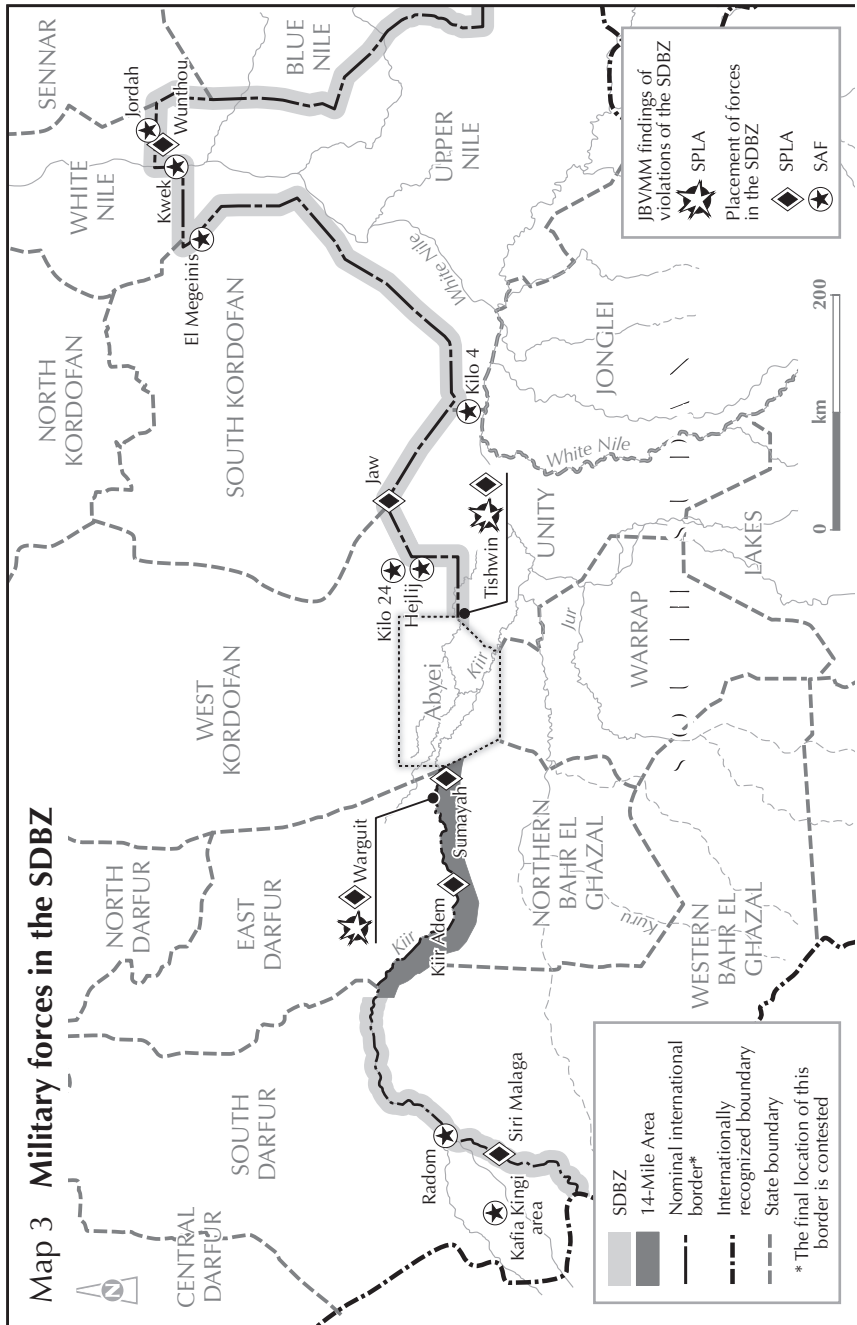 Map 3 Military forces in the SDBZ
N
CENTRAL
DARFUR
SOUTH
DARFUR
NORTH
DARFUR
EAST
DARFUR
WEST
KORDOFAN
NORTH
KORDOFAN
SOUTH KORDOFAN
WHITE
NILE
SENNAR
BLUE
NILE
UPPER
NILE
Jordah
Wunthou
Kwek
El Megeinis
White Nile
Kilo 4
Jaw
Kilo 24
Hejlij
Tishwin
Abyei
Kiir
Warguit
Sumayah
Kiir Adem
Kiir
Radom
Siri Malaga
Kafia Kingi
area
NORTHERN
BAHR EL
GHAZAL
Kuru
WESTERN
BAHR EL
GHAZAL
WARRAP
Jur
UNITY
LAKES
White Nile
JONGLEI
SDBZ
14-Mile Area
Nominal international
border*
Internationally
recognized boundary
State boundary
* The final location of this
border is contested
0 km 200
JBVMM findings of
violations of the SDBZ
SPLA
Placement of forces
in the SDBZ
SPLA
SAF